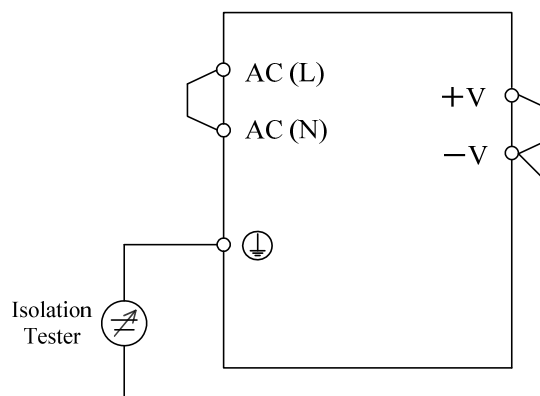 AC (L)
AC (N)
+V
−V
Isolation
Tester